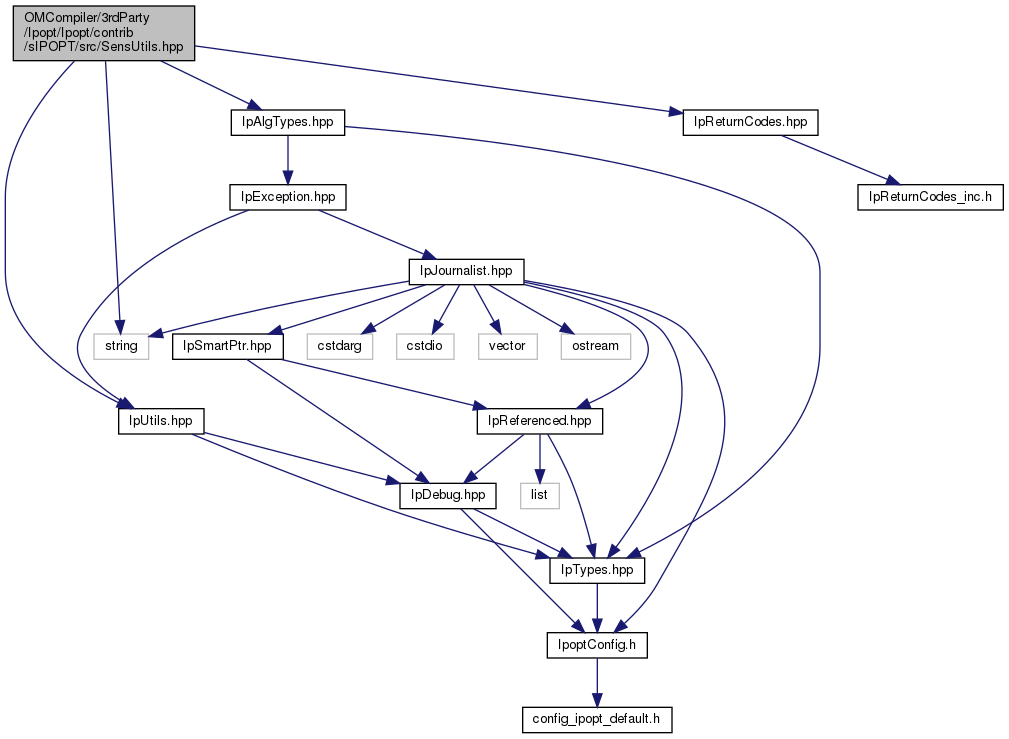 OMCompiler/3rdParty
/Ipopt/Ipopt/contrib
/sIPOPT/src/SensUtils.hpp
IpAlgTypes.hpp
IpReturnCodes.hpp
IpException.hpp
IpReturnCodes_inc.h
IpJournalist.hpp
string
IpSmartPtr.hpp
cstdarg
cstdio
vector
ostream
IpUtils.hpp
IpReferenced.hpp
IpDebug.hpp
list
IpTypes.hpp
IpoptConfig.h
config_ipopt_default.h